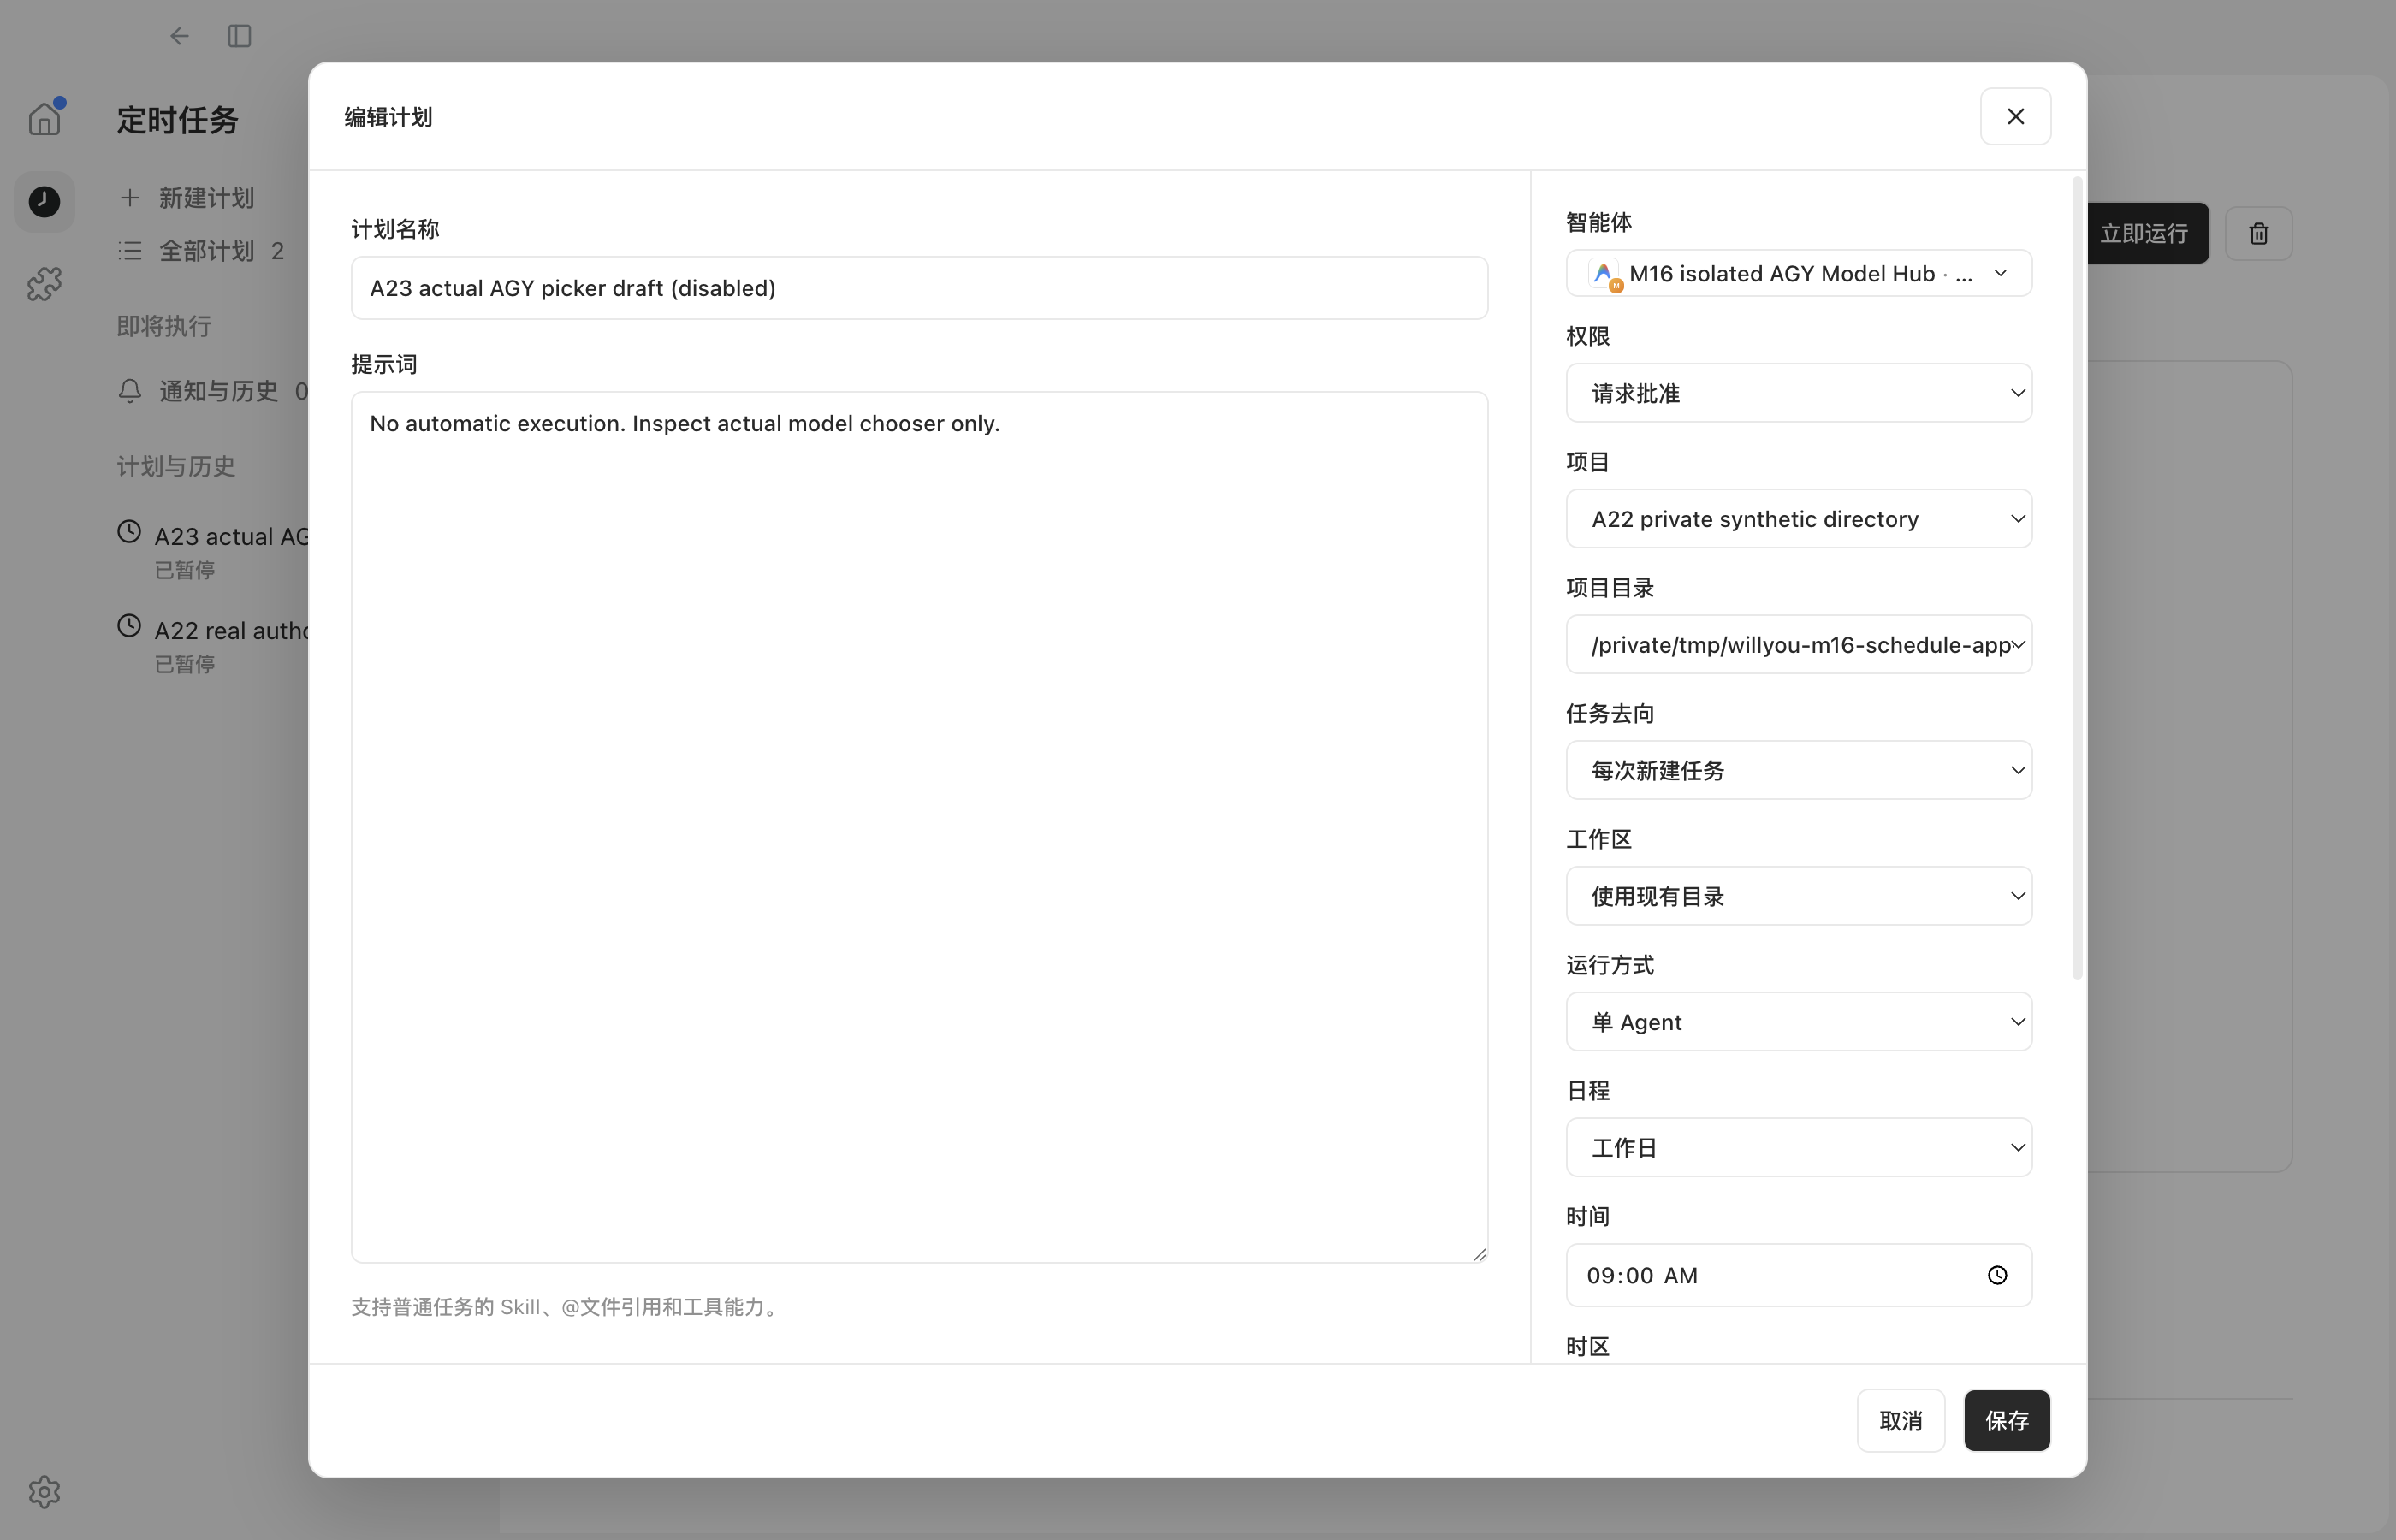 定时任务
新建计划
全部计划 2
即将执行
通知与历史 0
计划与历史
A23 actual AG
已暂停
A22 real autho
已暂停
编辑计划
计划名称
A23 actual AGY picker draft (disabled)
提示词
No automatic execution. Inspect actual model chooser only.
支持普通任务的 Skill、@文件引用和工具能力。
智能体
M16 isolated AGY Model Hub · ...
权限
请求批准
项目
A22 private synthetic directory
项目目录
/private/tmp/willyou-m16-schedule-app
任务去向
每次新建任务
工作区
使用现有目录
运行方式
单 Agent
日程
工作日
时间
09:00 AM
时区
取消
保存
立即运行